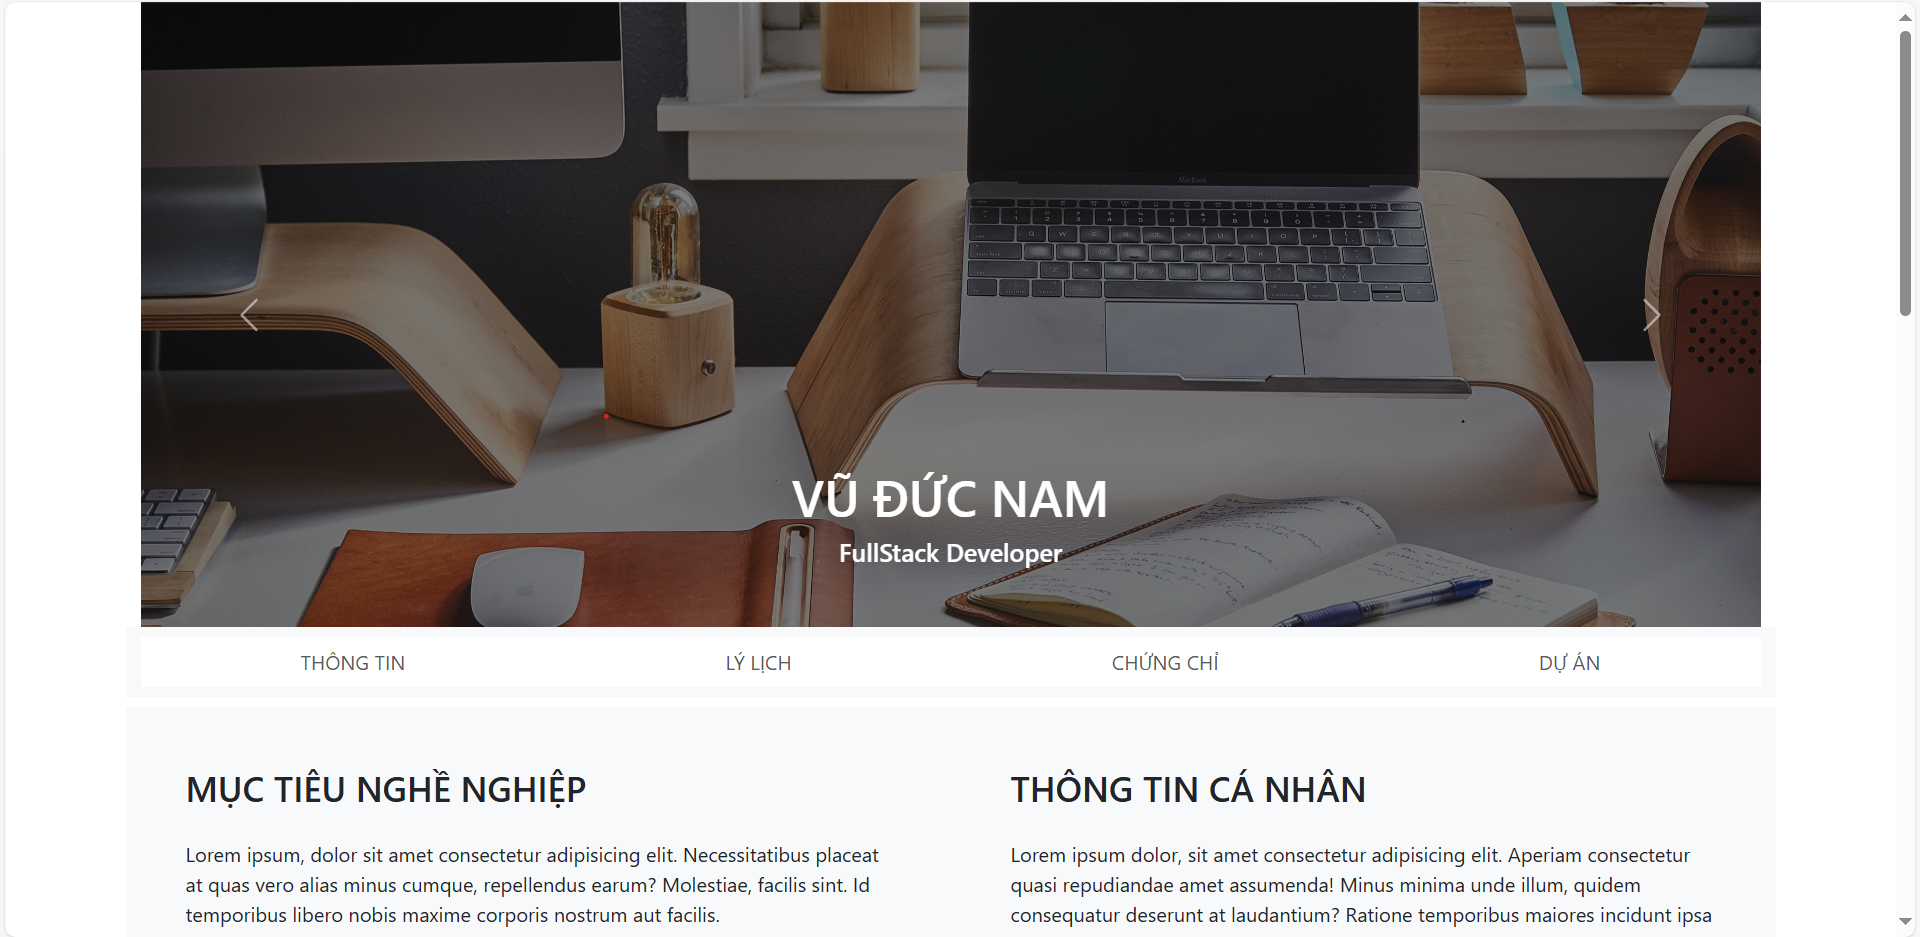 MacBook
VŨ ĐỨC NAM
FullStack Developer
THÔNG TIN
LÝ LỊCH
CHỨNG CHỈ
DỰ ÁN
MỤC TIÊU NGHỀ NGHIỆP
Lorem ipsum, dolor sit amet consectetur adipisicing elit. Necessitatibus placeat
at quas vero alias minus cumque, repellendus earum? Molestiae, facilis sint. Id
temporibus libero nobis maxime corporis nostrum aut facilis.
THÔNG TIN CÁ NHÂN
Lorem ipsum dolor, sit amet consectetur adipisicing elit. Aperiam consectetur
quasi repudiandae amet assumenda! Minus minima unde illum, quidem
consequatur deserunt at laudantium? Ratione temporibus maiores incidunt ipsa